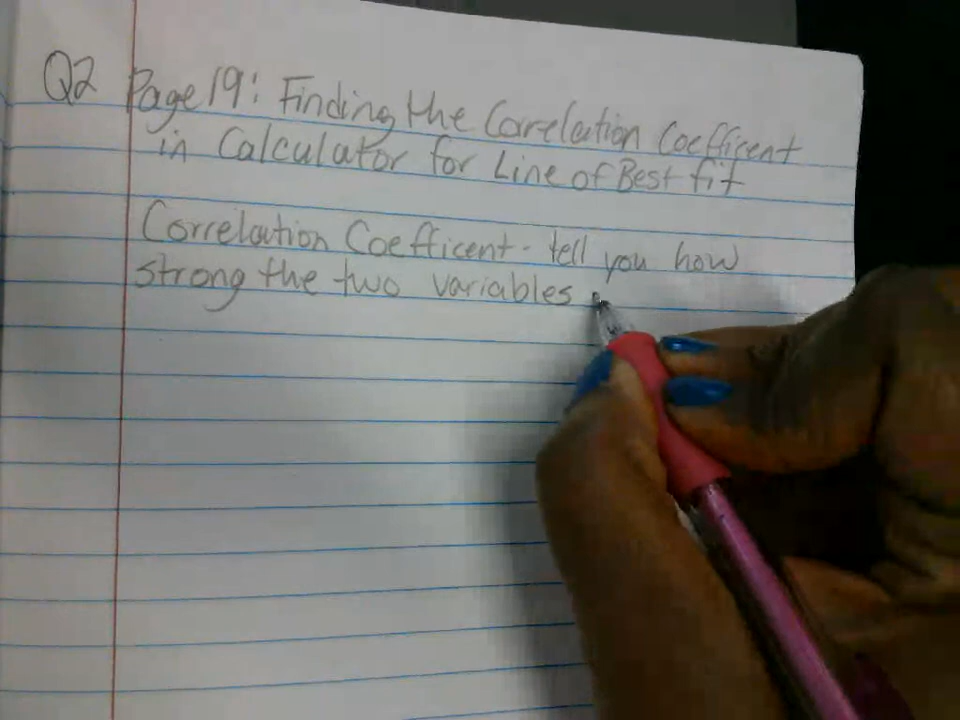 Q2 Page 19: Finding the Correlation Coefficent
in Calculator for Line of Best fit
Correlation Coefficent - tell you how
strong the two variables